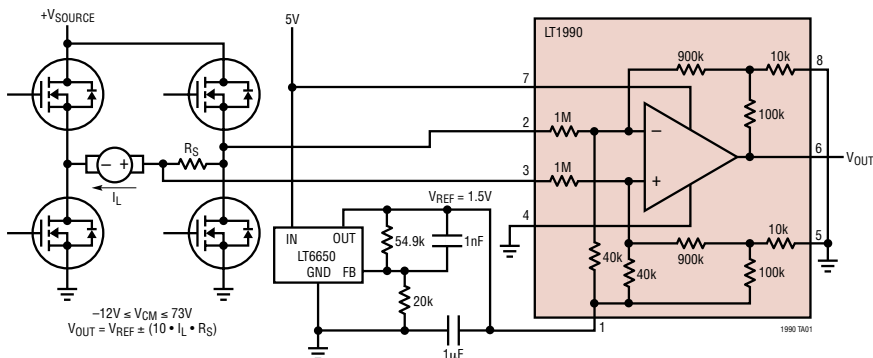 +VSOURCE
5V
LT1990
900k
10k
8
7
100k
2
1M
−
RS
6
VOUT
− +
3
1M
+
IL
VREF = 1.5V
4
10k
5
IN OUT
54.9k
1nF
900k
LT6650
40k
40k
100k
GND FB
20k
–12V ≤ VCM ≤ 73V
VOUT = VREF ± (10 • IL • RS)
1
1990 TA01
1µF